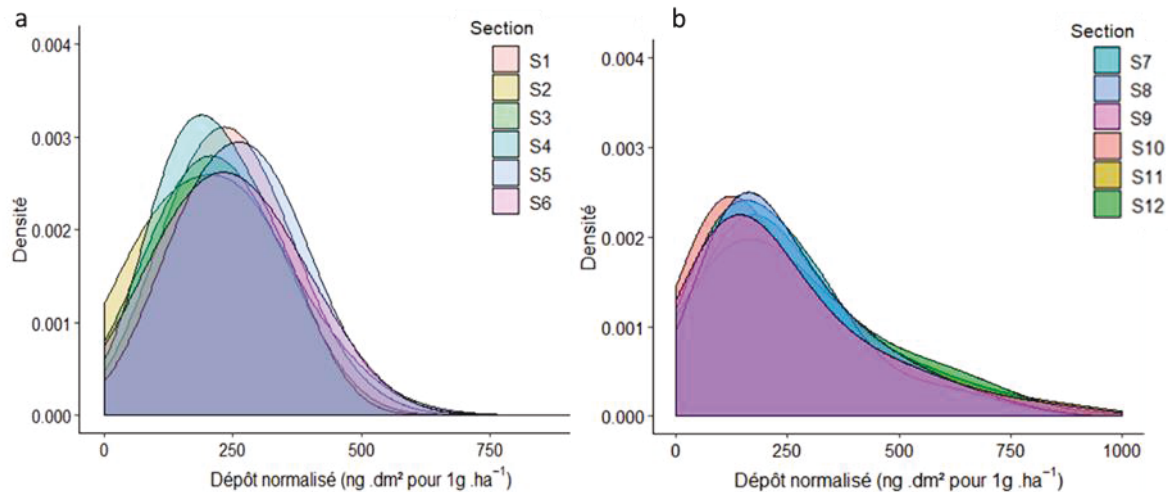 a
Section
S1
S2
S3
S4
S5
S6
0.004
0.003
0.002
0.001
0.000
Densité
0
250
500
750
Dépôt normalisé (ng .dm² pour 1g .ha⁻¹)
b
Section
S7
S8
S9
S10
S11
S12
0.004
0.003
0.002
0.001
0.000
Densité
0
250
500
750
1000
Dépôt normalisé (ng .dm² pour 1g .ha⁻¹)